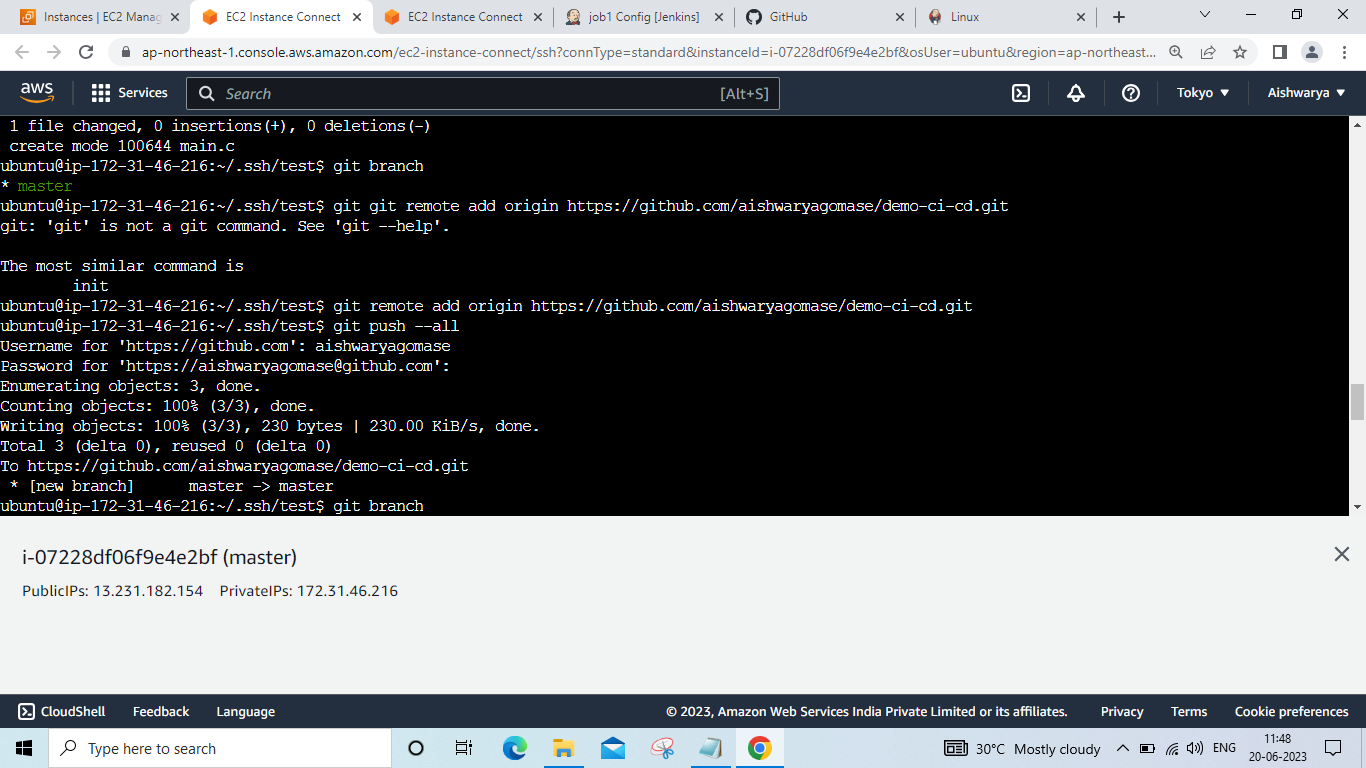 Instances | EC2 Manag
EC2 Instance Connect
EC2 Instance Connect
job1 Config [Jenkins]
GitHub
Linux
ap-northeast-1.console.aws.amazon.com/ec2-instance-connect/ssh?connType=standard&instanceId=i-07228df06f9e4e2bf&osUser=ubuntu&region=ap-northeast...
aws
Services
Search
[Alt+S]
Tokyo
Aishwarya
1 file changed, 0 insertions(+), 0 deletions(-)
create mode 100644 main.c
ubuntu@ip-172-31-46-216:~/.ssh/test$ git branch
* master
ubuntu@ip-172-31-46-216:~/.ssh/test$ git git remote add origin https://github.com/aishwaryagomase/demo-ci-cd.git
git: 'git' is not a git command. See 'git --help'.
The most similar command is
init
ubuntu@ip-172-31-46-216:~/.ssh/test$ git remote add origin https://github.com/aishwaryagomase/demo-ci-cd.git
ubuntu@ip-172-31-46-216:~/.ssh/test$ git push --all
Username for 'https://github.com': aishwaryagomase
Password for 'https://aishwaryagomase@github.com':
Enumerating objects: 3, done.
Counting objects: 100% (3/3), done.
Writing objects: 100% (3/3), 230 bytes | 230.00 KiB/s, done.
Total 3 (delta 0), reused 0 (delta 0)
To https://github.com/aishwaryagomase/demo-ci-cd.git
* [new branch]      master -> master
ubuntu@ip-172-31-46-216:~/.ssh/test$ git branch
i-07228df06f9e4e2bf (master)
PublicIPs: 13.231.182.154    PrivateIPs: 172.31.46.216
CloudShell
Feedback
Language
© 2023, Amazon Web Services India Private Limited or its affiliates.
Privacy
Terms
Cookie preferences
Type here to search
30°C Mostly cloudy
ENG
11:48
20-06-2023